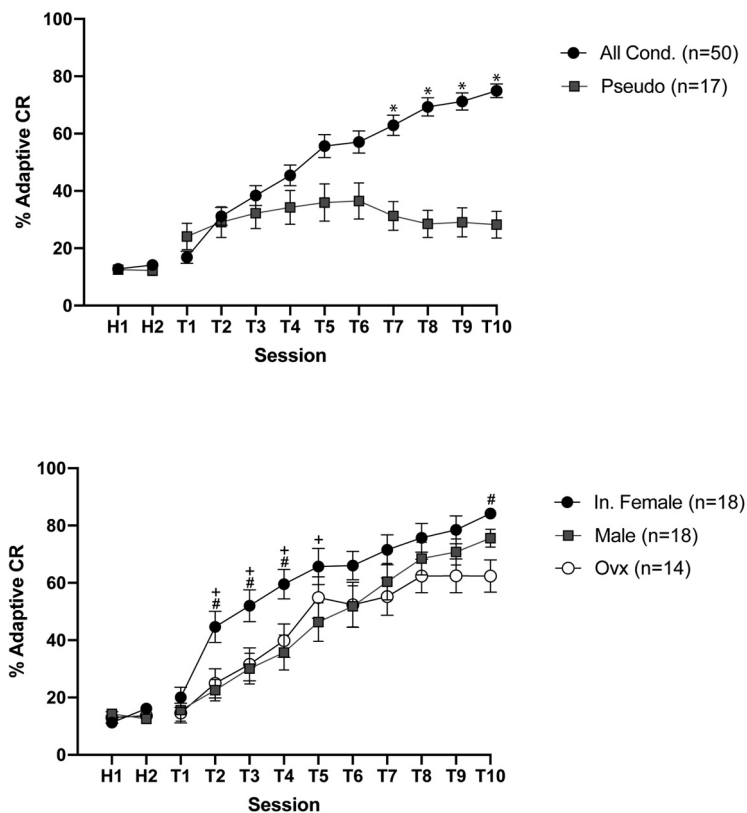 100
80
60
40
20
0
% Adaptive CR
* * * *
H1 H2 T1 T2 T3 T4 T5 T6 T7 T8 T9 T10
Session
All Cond. (n=50)
Pseudo (n=17)
100
80
60
40
20
0
% Adaptive CR
+ + + +
# # # #
H1 H2 T1 T2 T3 T4 T5 T6 T7 T8 T9 T10
Session
In. Female (n=18)
Male (n=18)
Ovx (n=14)